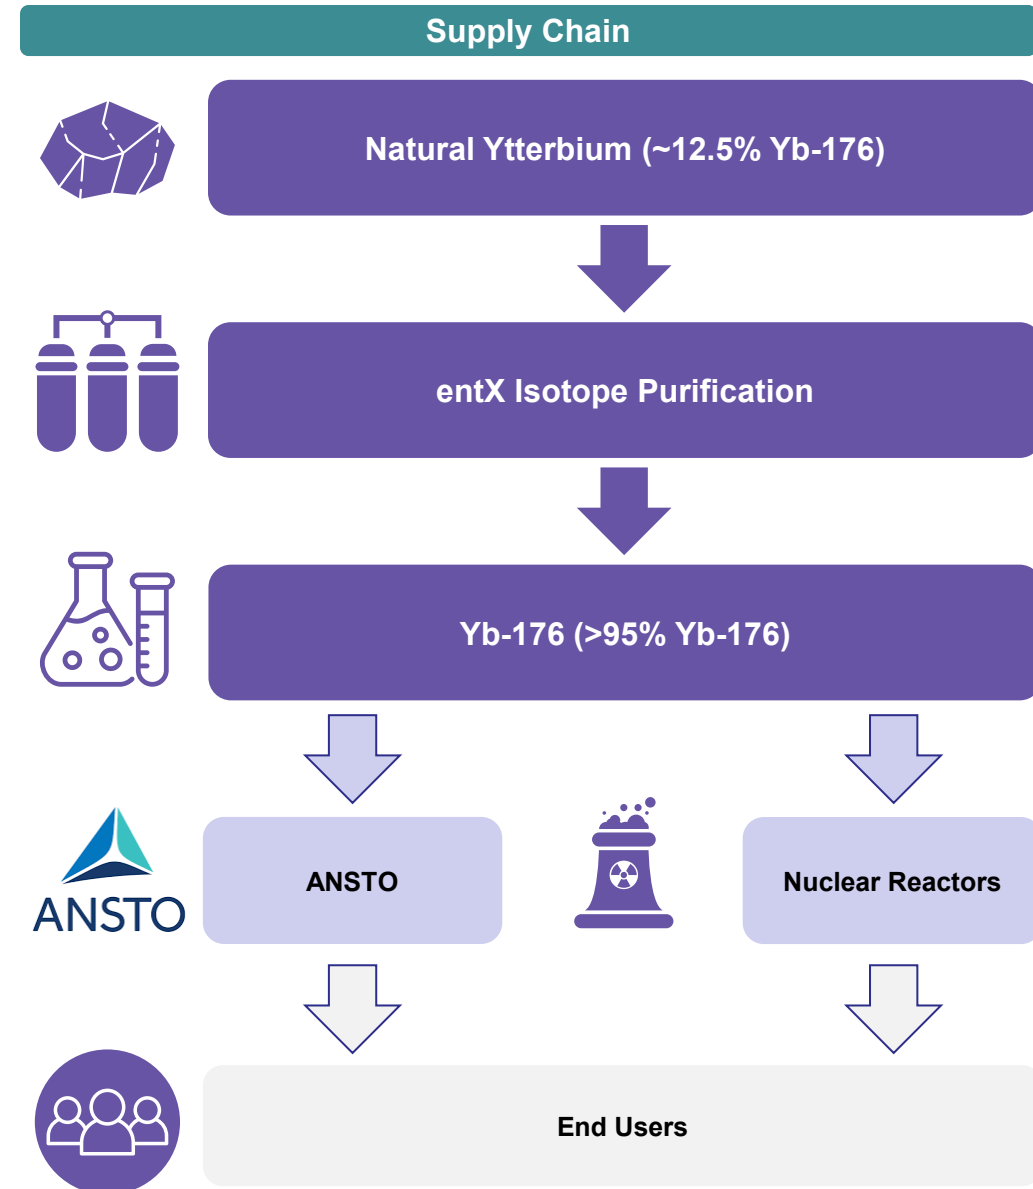 Supply Chain
Natural Ytterbium (~12.5% Yb-176)
entX Isotope Purification
Yb-176 (>95% Yb-176)
ANSTO
ANSTO
Nuclear Reactors
End Users